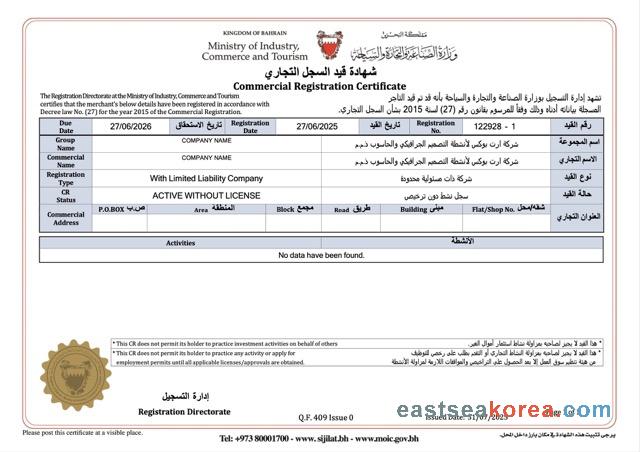 KINGDOM OF BAHRAIN
مملكة البحرين
Ministry of Industry,
Commerce and Tourism
وزارة الصناعة والتجارة والسياحة
شهادة قيد السجل التجاري
Commercial Registration Certificate
The Registration Directorate at the Ministry of Industry, Commerce and Tourism
certifies that the merchant's below details have been registered in accordance with
Decree law No. (27) for the year 2015 of the Commercial Registration.
تشهد إدارة التسجيل بوزارة الصناعة والتجارة والسياحة بأنه قد تم قيد التاجر
المسجلة بياناته أدناه وذلك وفقاً للمرسوم بقانون رقم (27) لسنة 2015 بشأن السجل التجاري.
Due Date 27/06/2026 تاريخ الاستحقاق Registration Date 27/06/2025 تاريخ القيد Registration No. 122928 - 1 رقم القيد
Group Name COMPANY NAME شركة ارت بوكس لأنشطة التصميم الجرافيكي والحاسوب ذ.م.م اسم المجموعة
Commercial Name COMPANY NAME شركة ارت بوكس لأنشطة التصميم الجرافيكي والحاسوب ذ.م.م الاسم التجاري
Registration Type With Limited Liability Company شركة ذات مسئولية محدودة نوع القيد
CR Status ACTIVE WITHOUT LICENSE سجل نشط دون ترخيص حالة القيد
Commercial Address P.O.BOX ص.ب Area المنطقة Block مجمع Road طريق Building مبنى Flat/Shop No. شقة/محل العنوان التجاري
Activities الأنشطة
No data have been found.
* This CR does not permit its holder to practice investment activities on behalf of others
* هذا القيد لا يجيز لصاحبه مزاولة نشاط استثمار أموال الغير.
* This CR does not permit its holder to practice any activity or apply for
employment permits until all applicable licenses/approvals are obtained.
* هذا القيد لا يجيز لصاحبه مزاولة النشاط التجاري أو التقدم بطلب على رخص للتوظيف
من هيئة تنظيم سوق العمل إلا بعد الحصول على التراخيص والموافقات اللازمة لمزاولة الأنشطة
إدارة التسجيل
Registration Directorate
Q.F. 409 Issue 0
Issued Date: 31/07/2025
eastseakorea.com
Please post this certificate at a visible place.
Tel: +973 80001700 - www.sijilat.bh - www.moic.gov.bh
يرجى تثبيت هذه الشهادة في مكان بارز داخل المحل.